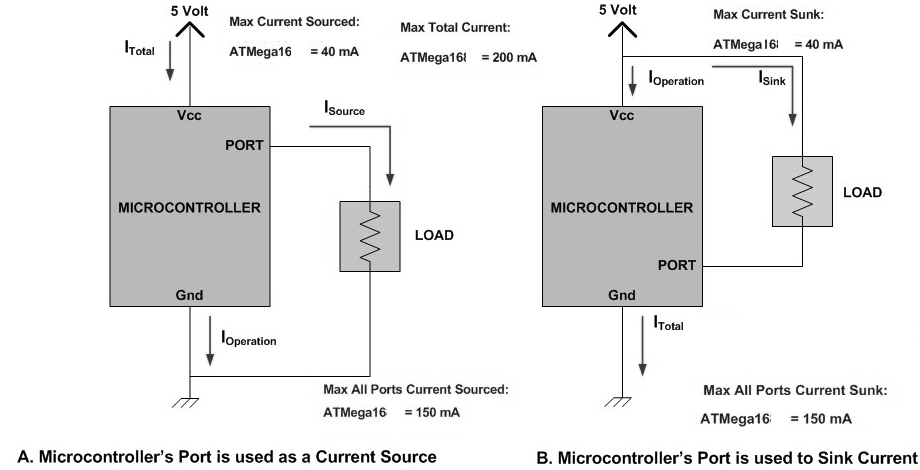 5 Volt
Max Current Sourced:
ATMega16 = 40 mA
Max Total Current:
ATMega168 = 200 mA
I Total
I Source
Vcc
PORT
MICROCONTROLLER
LOAD
Gnd
I Operation
Max All Ports Current Sourced:
ATMega16 = 150 mA
A. Microcontroller's Port is used as a Current Source
5 Volt
Max Current Sunk:
ATMega168 = 40 mA
I Operation
I Sink
Vcc
MICROCONTROLLER
LOAD
PORT
Gnd
I Total
Max All Ports Current Sunk:
ATMega168 = 150 mA
B. Microcontroller's Port is used to Sink Current